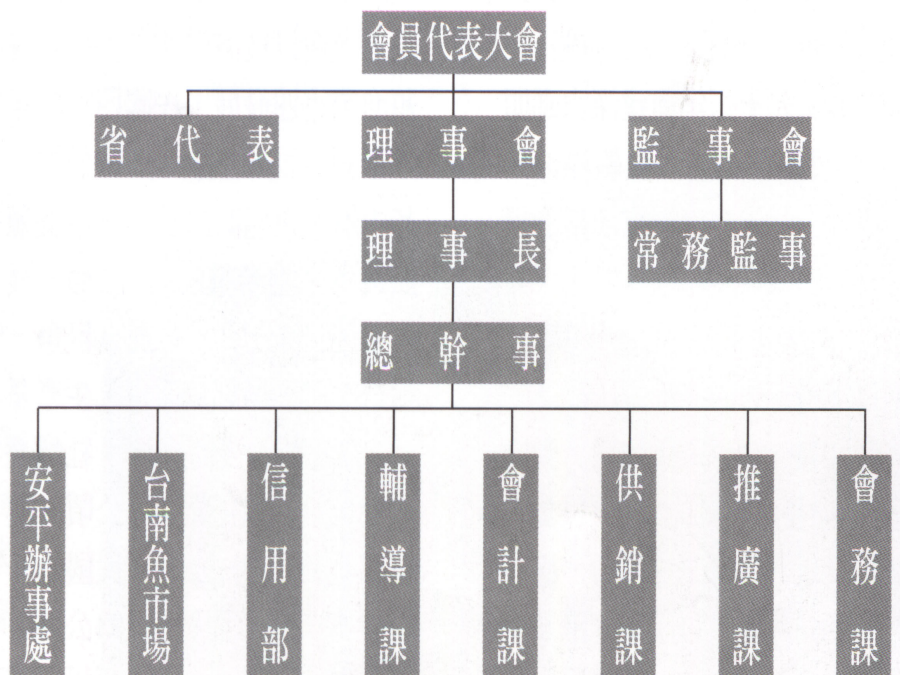 會員代表大會
省代表
理事會
監事會
理事長
常務監事
總幹事
安平辦事處
台南魚市場
信用部
輔導課
會計課
供銷課
推廣課
會務課